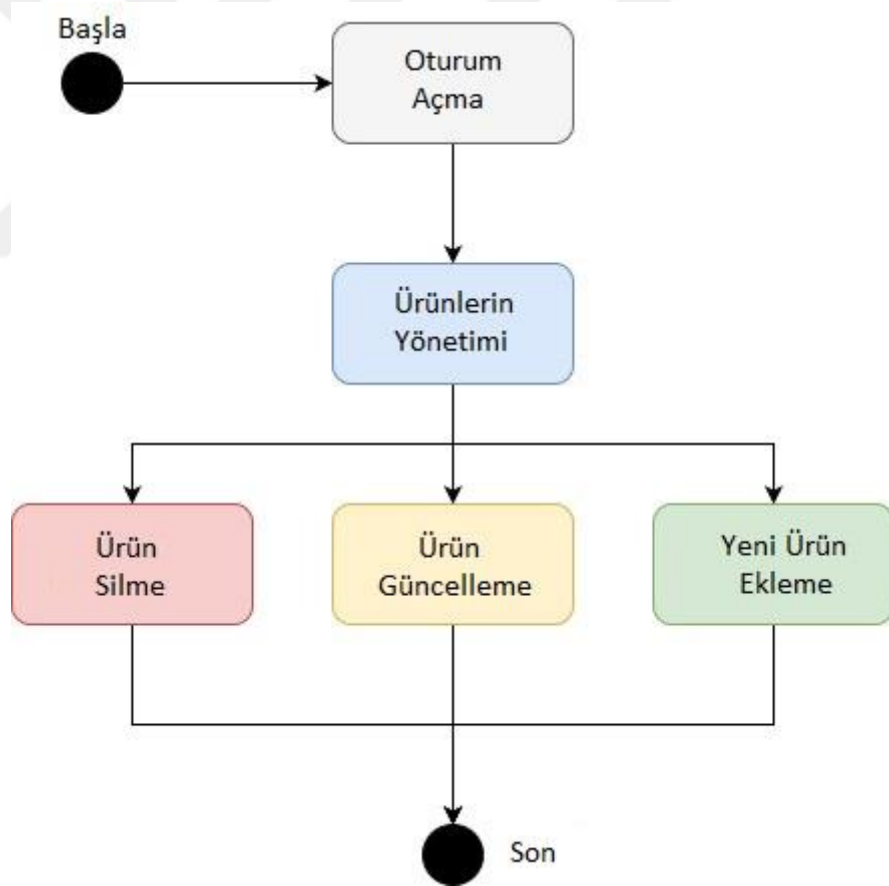 Başla
Oturum
Açma
Ürünlerin
Yönetimi
Ürün
Silme
Ürün
Güncelleme
Yeni Ürün
Ekleme
Son